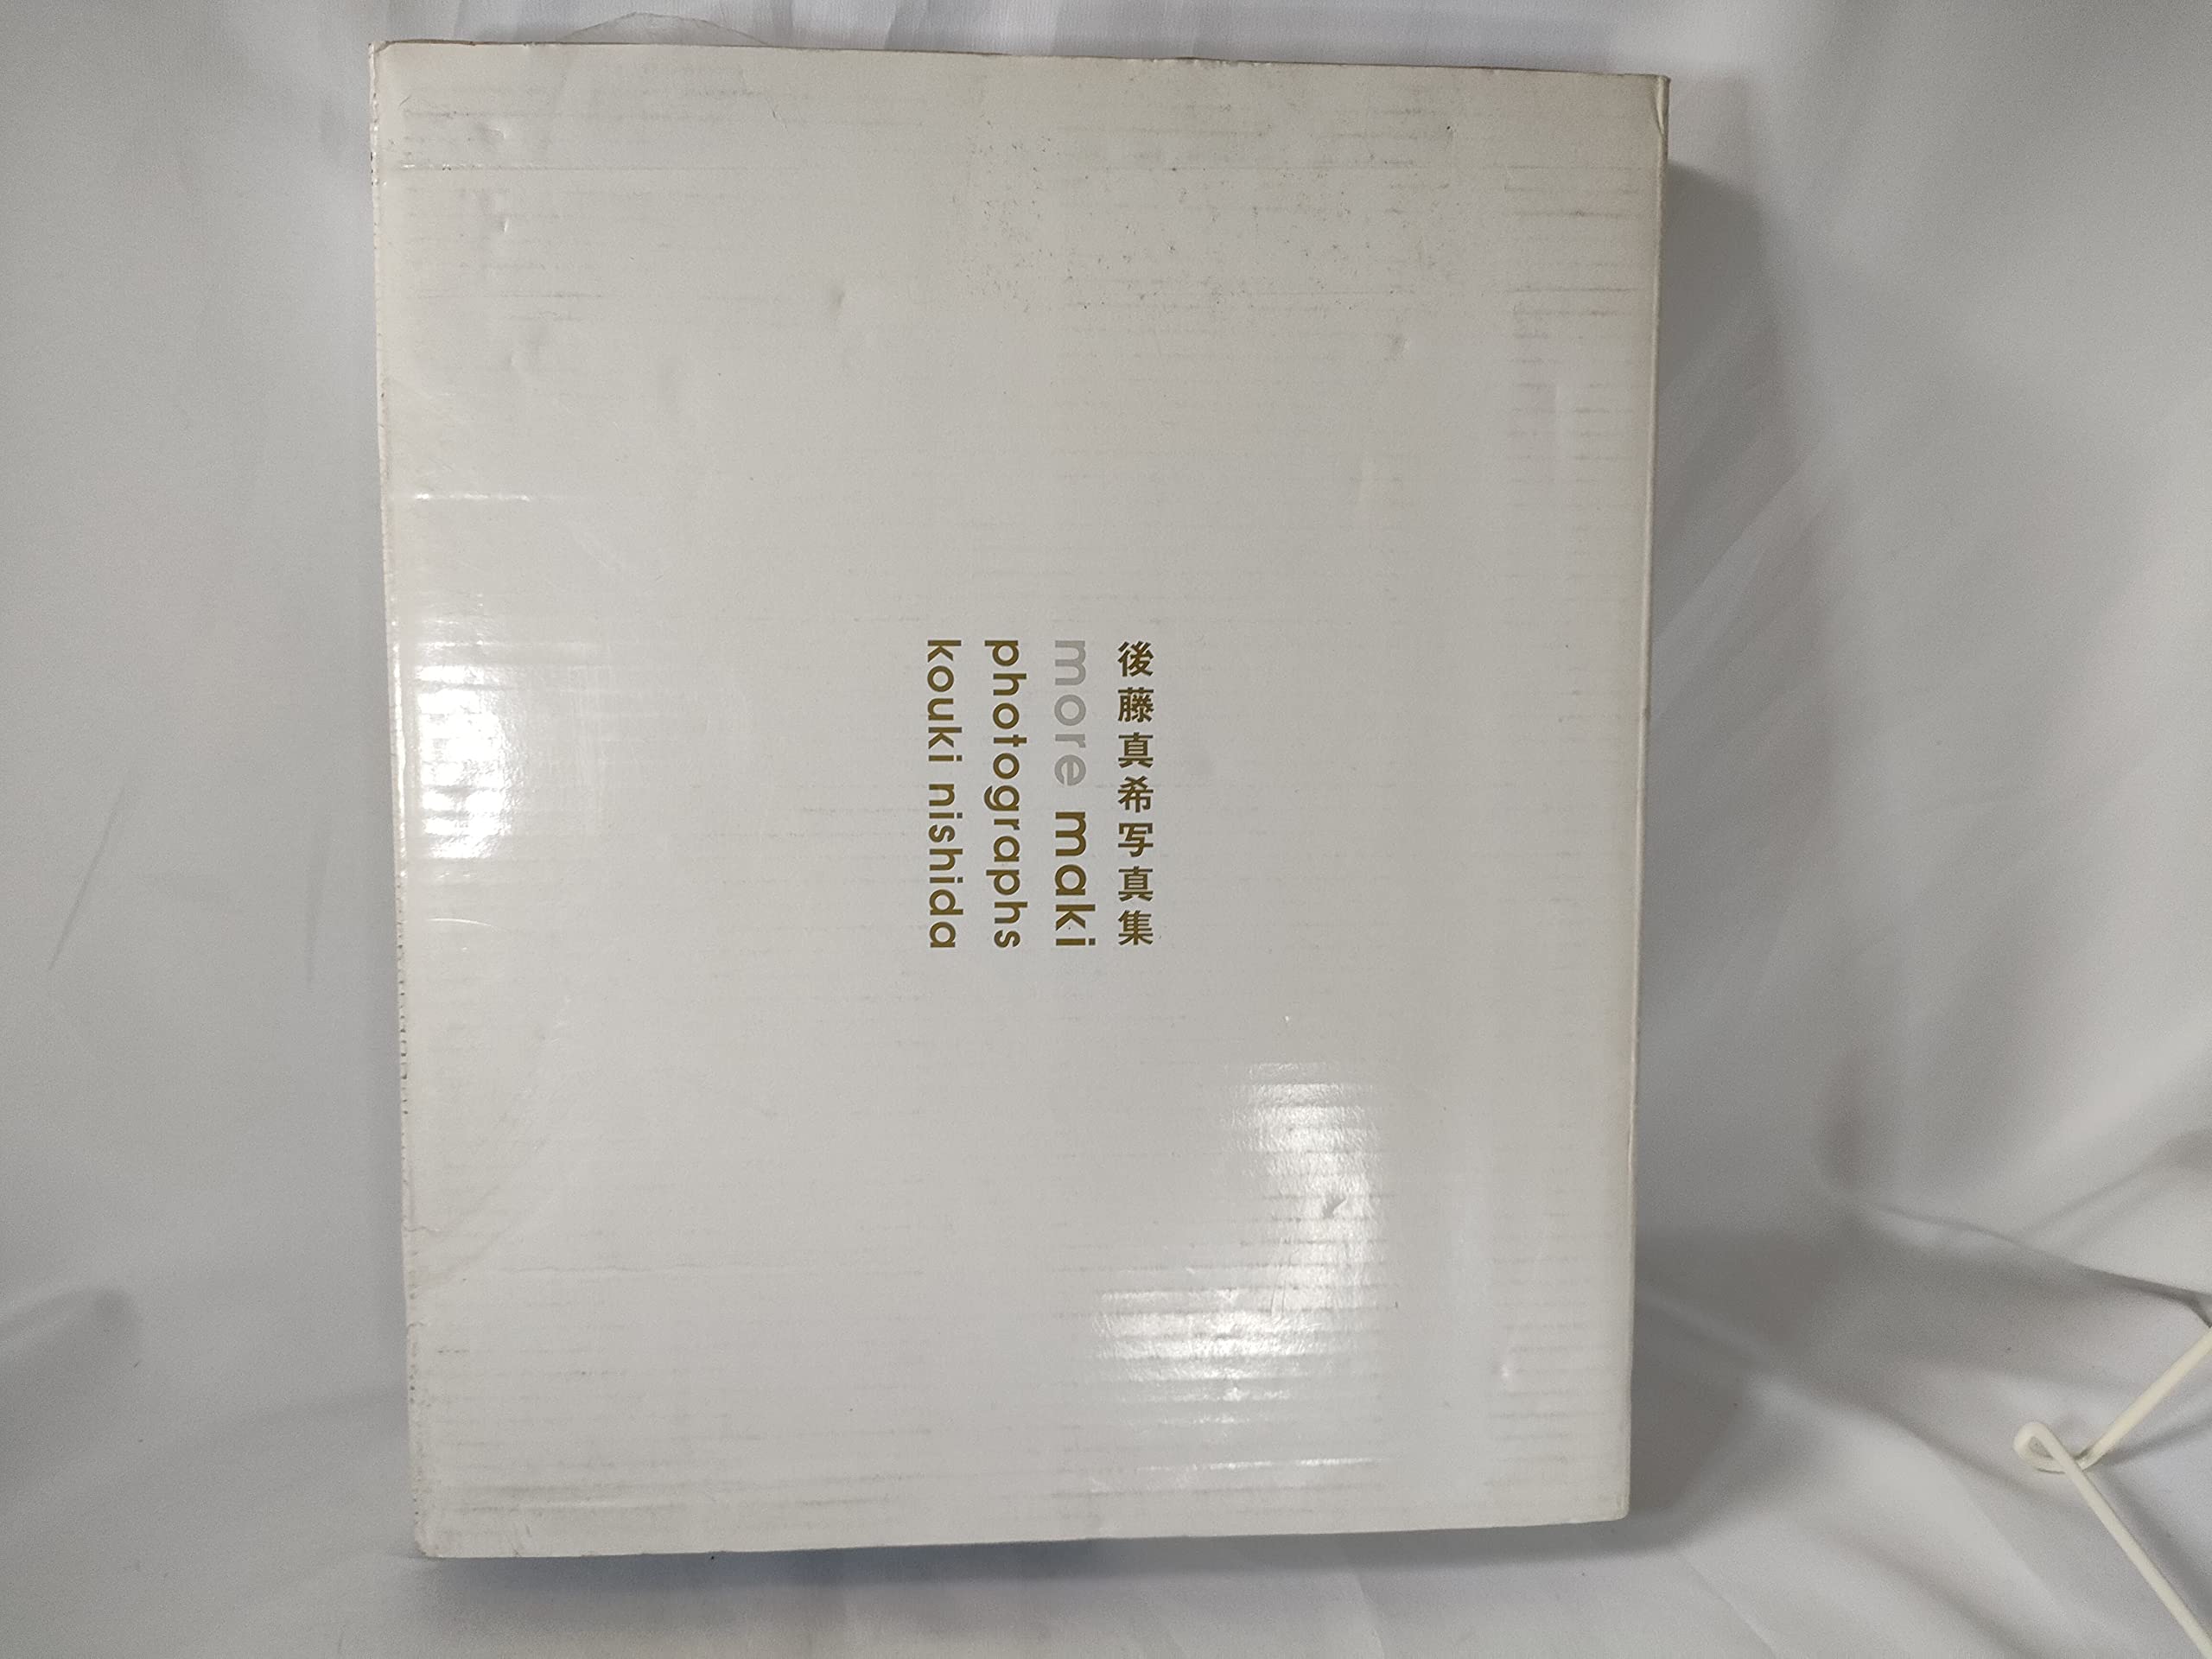 後藤真希写真集
more maki
photographs
kouki nishida